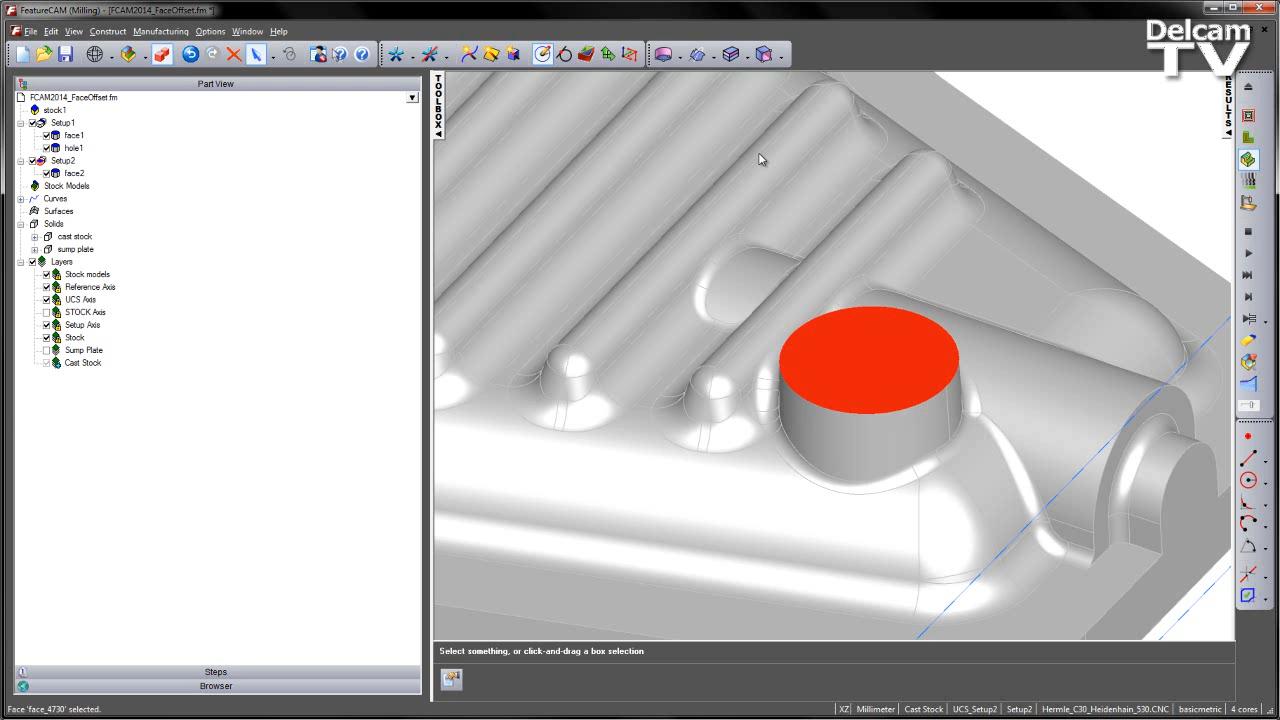 FeatureCAM (Milling) - [FCAM2014_FaceOffset.fm *]
File Edit View Construct Manufacturing Options Window Help
Delcam
TV
Part View
TOOLBOX
RESULTS
FCAM2014_FaceOffset.fm
stock1
Setup1
face1
hole1
Setup2
face2
Stock Models
Curves
Surfaces
Solids
cast stock
sump plate
Layers
Stock models
Reference Axis
UCS Axis
STOCK Axis
Setup Axis
Stock
Sump Plate
Cast Stock
Select something, or click-and-drag a box selection
Steps
Browser
Face 'face_4730' selected.
XZ Millimeter Cast Stock UCS_Setup2 Setup2 Hermle_C30_Heidenhain_530.CNC basicmetric 4 cores